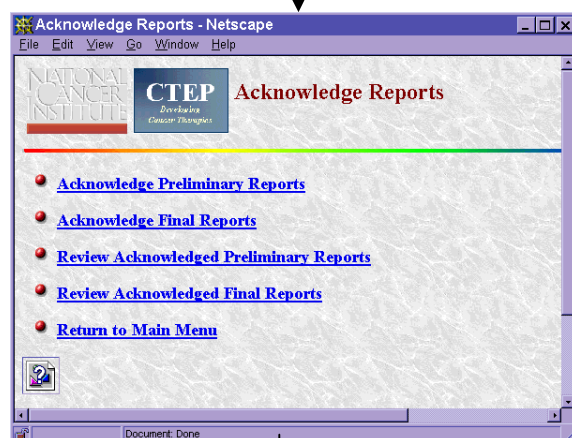 Acknowledge Reports - Netscape
File Edit View Go Window Help
NATIONAL
CANCER
INSTITUTE
CTEP
Developing
Cancer Therapies
Acknowledge Reports
Acknowledge Preliminary Reports
Acknowledge Final Reports
Review Acknowledged Preliminary Reports
Review Acknowledged Final Reports
Return to Main Menu
Document: Done